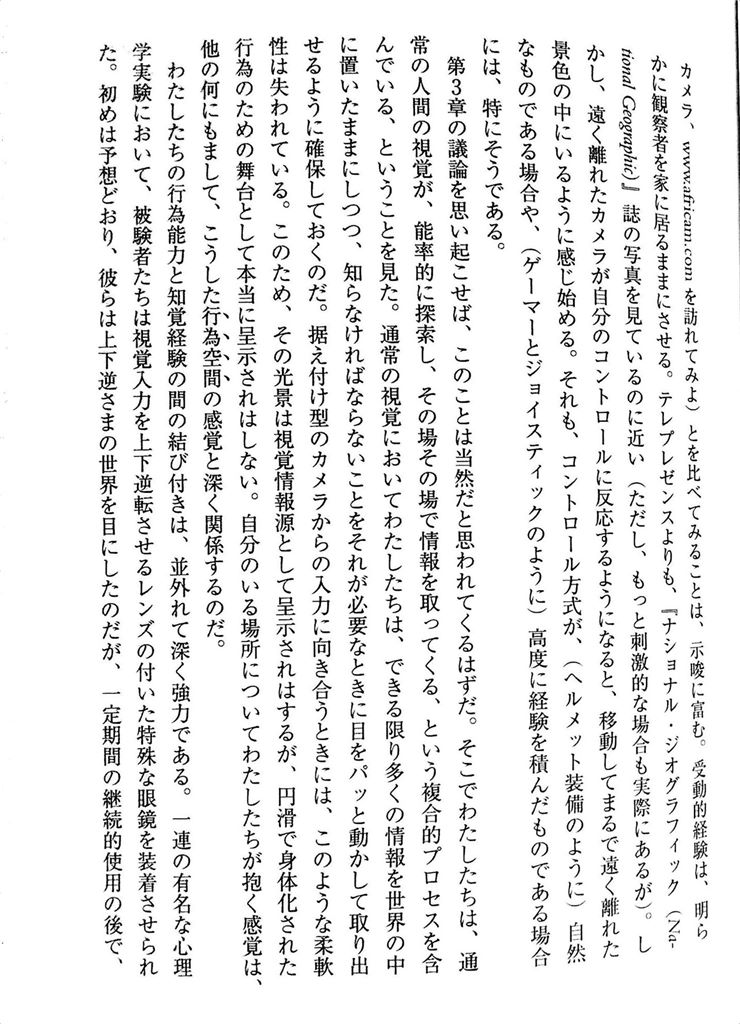 カメラ、www.africam.com を訪れてみよ）とを比べてみることは、示唆に富む。受動的経験は、明ら
かに観察者を家に居るままにさせる。テレプレゼンスよりも、『ナショナル・ジオグラフィック（Na-
tional Geographic）』誌の写真を見ているのに近い（ただし、もっと刺激的な場合も実際にあるが）。し
かし、遠く離れたカメラが自分のコントロールに反応するようになると、移動してまるで遠く離れた
景色の中にいるように感じ始める。それも、コントロール方式が、（ヘルメット装備のように）自然
なものである場合や、（ゲーマーとジョイスティックのように）高度に経験を積んだものである場合
には、特にそうである。
第3章の議論を思い起こせば、このことは当然だと思われてくるはずだ。そこでわたしたちは、通
常の人間の視覚が、能率的に探索し、その場その場で情報を取ってくる、という複合的プロセスを含
んでいる、ということを見た。通常の視覚においてわたしたちは、できる限り多くの情報を世界の中
に置いたままにしつつ、知らなければならないことをそれが必要なときに目をパッと動かして取り出
せるように確保しておくのだ。据え付け型のカメラからの入力に向き合うときには、このような柔軟
性は失われている。このため、その光景は視覚情報源として呈示されはするが、円滑で身体化された
行為のための舞台として本当に呈示されはしない。自分のいる場所についてわたしたちが抱く感覚は、
他の何にもまして、こうした行為空間の感覚と深く関係するのだ。
わたしたちの行為能力と知覚経験の間の結び付きは、並外れて深く強力である。一連の有名な心理
学実験において、被験者たちは視覚入力を上下逆転させるレンズの付いた特殊な眼鏡を装着させられ
た。初めは予想どおり、彼らは上下逆さまの世界を目にしたのだが、一定期間の継続的使用の後で、